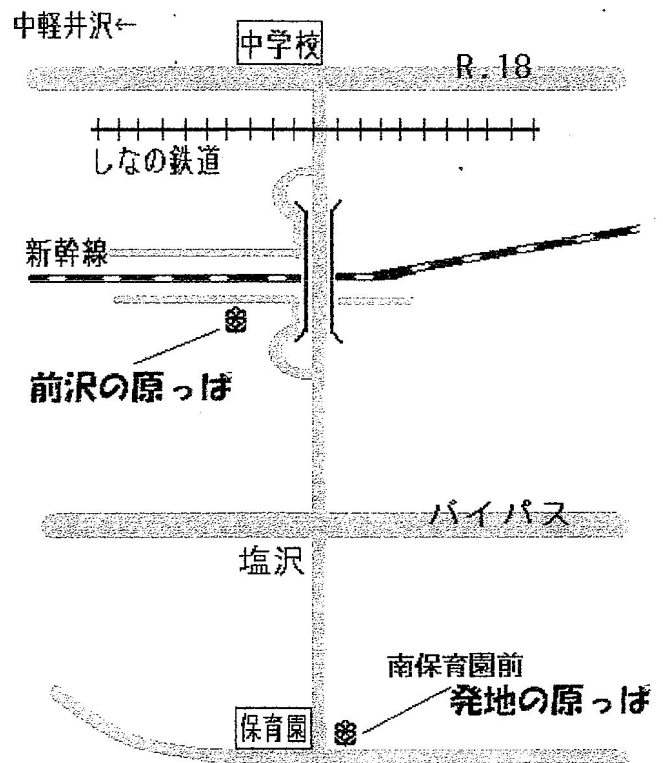 中軽井沢←
中学校
R.18
しなの鉄道
新幹線
前沢の原っぱ
バイパス
塩沢
南保育園前
発地の原っぱ
保育園